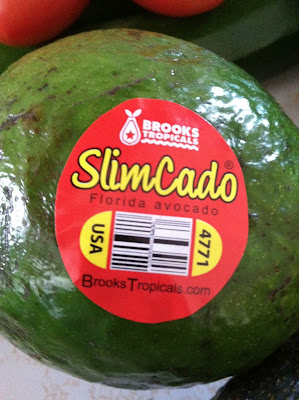 BROOKS
TROPICALS
SlimCado®
Florida avocado
USA
4771
BrooksTropicals.com